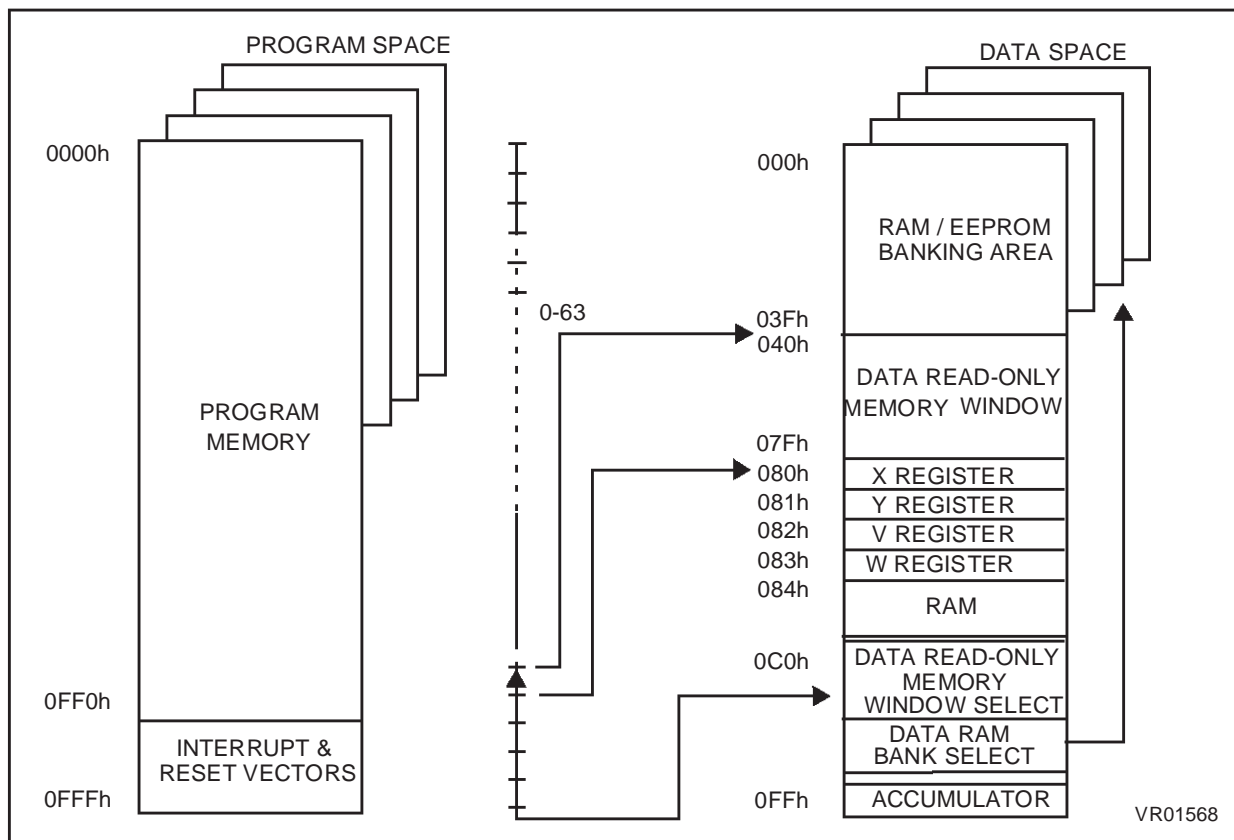 PROGRAM SPACE
0000h
PROGRAM
MEMORY
0FF0h
INTERRUPT &
RESET VECTORS
0FFFh
0-63
DATA SPACE
000h
RAM / EEPROM
BANKING AREA
03Fh
040h
DATA READ-ONLY
MEMORY WINDOW
07Fh
080h
X REGISTER
081h
Y REGISTER
082h
V REGISTER
083h
W REGISTER
084h
RAM
0C0h
DATA READ-ONLY
MEMORY
WINDOW SELECT
DATA RAM
BANK SELECT
0FFh
ACCUMULATOR
VR01568